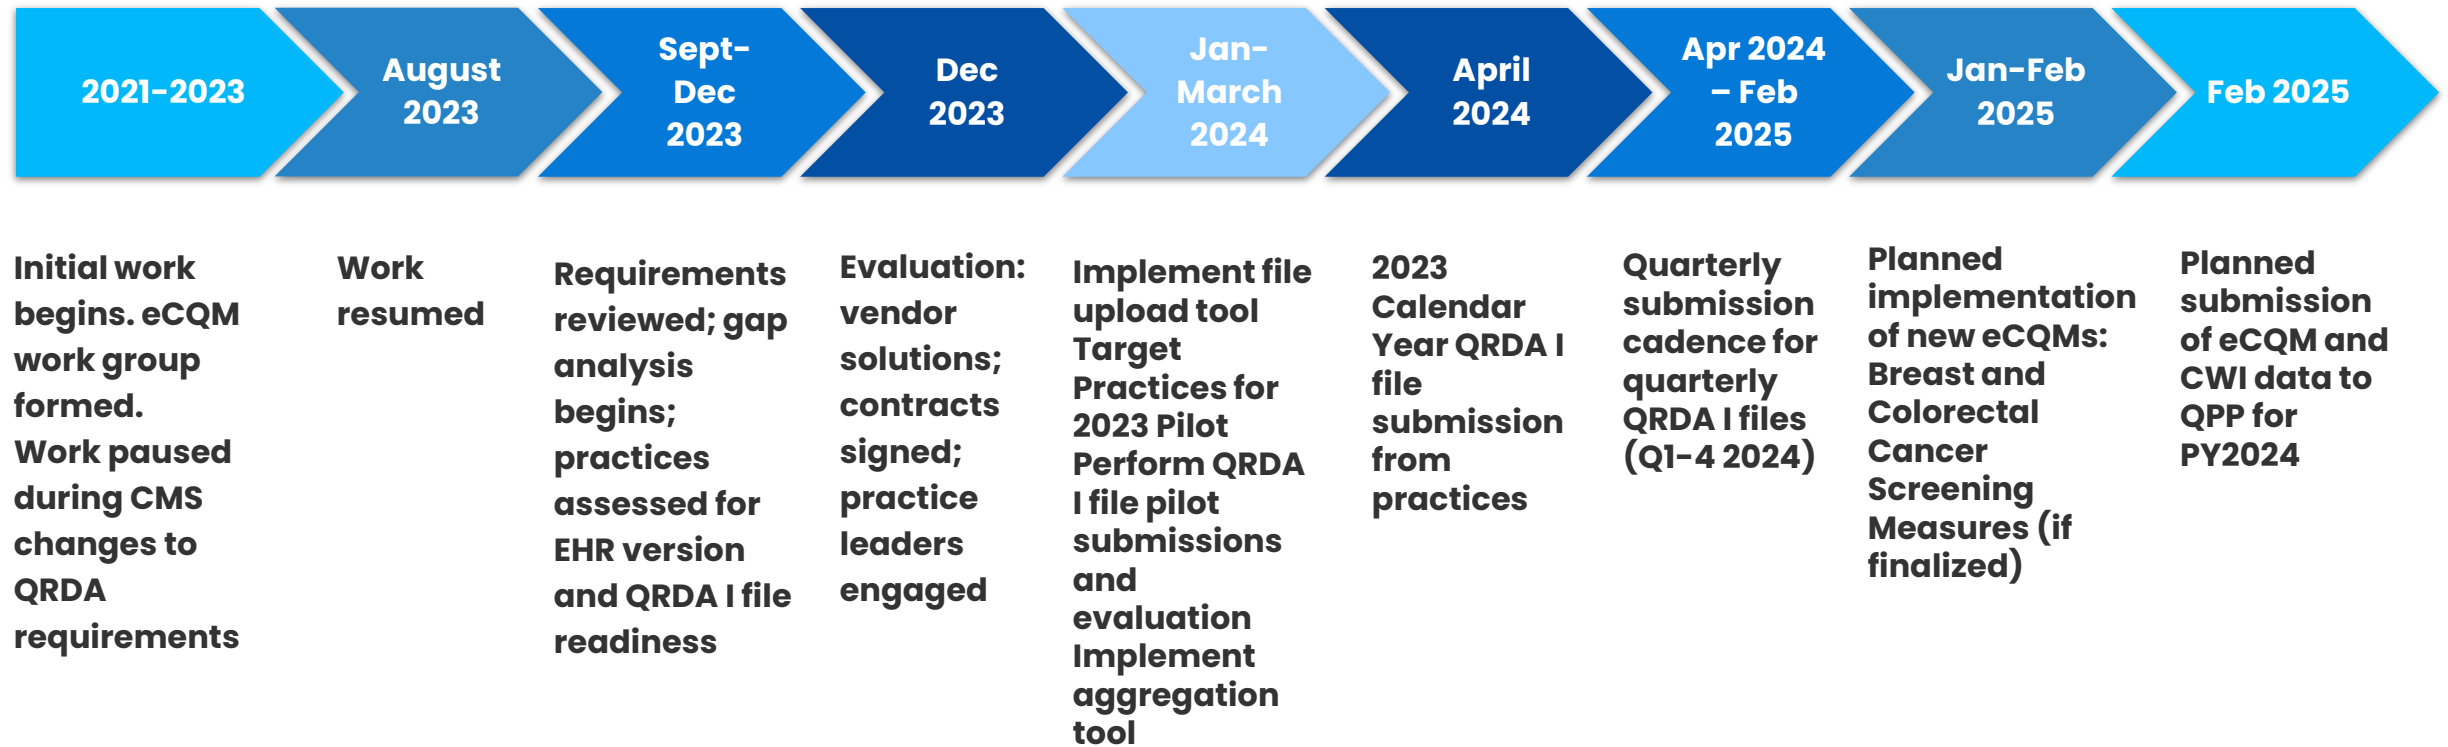 2021-2023
August
2023
Sept-
Dec
2023
Dec
2023
Jan-
March
2024
April
2024
Apr 2024
– Feb
2025
Jan-Feb
2025
Feb 2025
Initial work
begins. eCQM
work group
formed.
Work paused
during CMS
changes to
QRDA
requirements
Work
resumed
Requirements
reviewed; gap
analysis
begins;
practices
assessed for
EHR version
and QRDA I file
readiness
Evaluation:
vendor
solutions;
contracts
signed;
practice
leaders
engaged
Implement file
upload tool
Target
Practices for
2023 Pilot
Perform QRDA
I file pilot
submissions
and
evaluation
Implement
aggregation
tool
2023
Calendar
Year QRDA I
file
submission
from
practices
Quarterly
submission
cadence for
quarterly
QRDA I files
(Q1-4 2024)
Planned
implementation
of new eCQMs:
Breast and
Colorectal
Cancer
Screening
Measures (if
finalized)
Planned
submission
of eCQM and
CWI data to
QPP for
PY2024